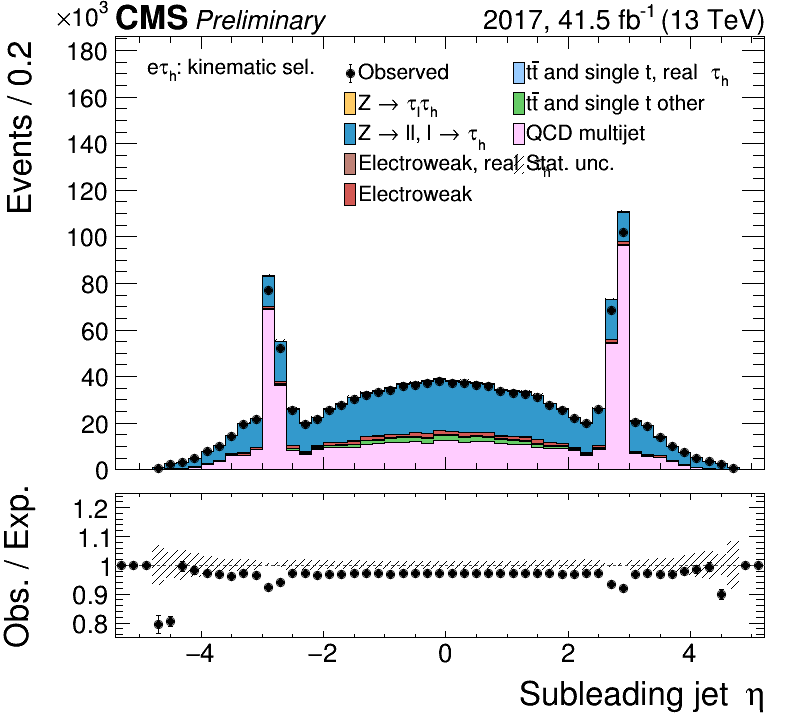 ×10³ CMS Preliminary 2017, 41.5 fb⁻¹ (13 TeV)
eτₕ: kinematic sel.
Observed
Z → τₗτₕ
Z → ll, l → τₕ
Electroweak, real τₕ
Electroweak
tt̄ and single t, real τₕ
tt̄ and single t other
QCD multijet
Stat. unc.
Events / 0.2
180
160
140
120
100
80
60
40
20
0
Obs. / Exp.
1.2
1.1
1
0.9
0.8
−4 −2 0 2 4
Subleading jet η